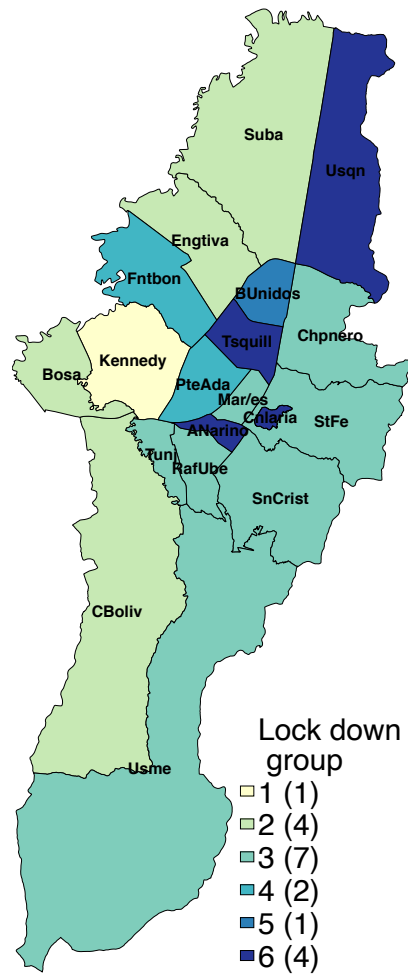 Suba
Usqn
Engtiva
Fntbon
BUnidos
Chpnero
Tsquill
Kennedy
Bosa
PteAda
Mar/es
Cnlaria
StFe
ANarino
Tunj
RafUbe
SnCrist
CBoliv
Usme
Lock down
group
1 (1)
2 (4)
3 (7)
4 (2)
5 (1)
6 (4)